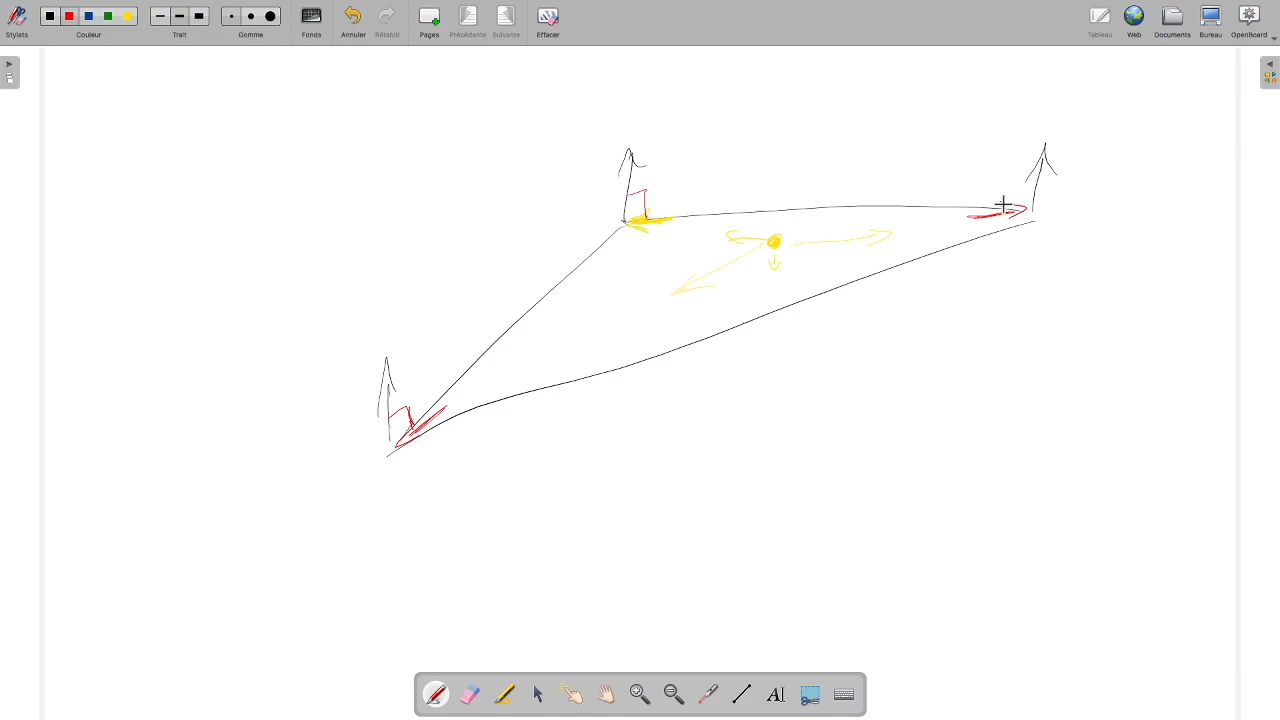 Stylets
Couleur
Trait
Gomme
Fonds
Annuler
Rétablir
Pages
Précédente
Suivante
Effacer
Tableau
Web
Documents
Bureau
OpenBoard